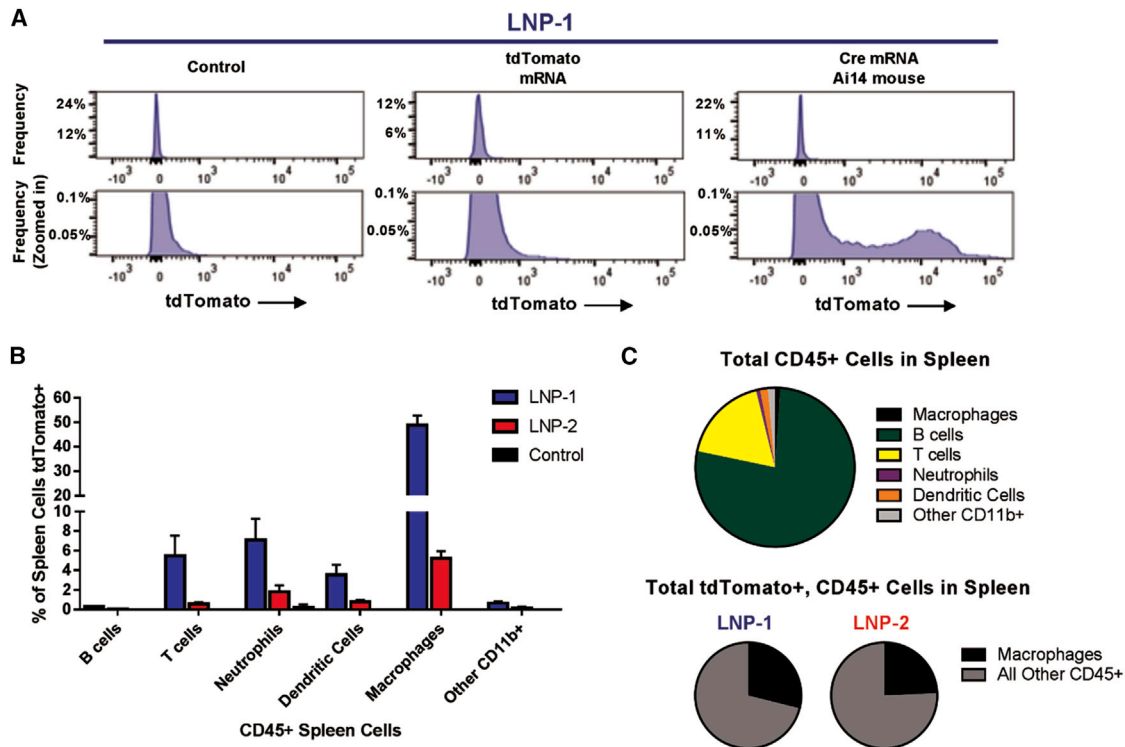 A
LNP-1
Control
tdTomato
mRNA
Cre mRNA
Ai14 mouse
Frequency
24%
12%
12%
6%
22%
11%
-10³ 0 10³ 10⁴ 10⁵
-10³ 0 10³ 10⁴ 10⁵
-10³ 0 10³ 10⁴ 10⁵
Frequency
(Zoomed in)
0.1%
0.05%
0.1%
0.05%
0.1%
0.05%
-10³ 0 10³ 10⁴ 10⁵
-10³ 0 10³ 10⁴ 10⁵
-10³ 0 10³ 10⁴ 10⁵
tdTomato
tdTomato
tdTomato
B
% of Spleen Cells tdTomato+
60
50
40
30
20
10
8
6
4
2
0
LNP-1
LNP-2
Control
B cells
T cells
Neutrophils
Dendritic Cells
Macrophages
Other CD11b+
CD45+ Spleen Cells
C
Total CD45+ Cells in Spleen
Macrophages
B cells
T cells
Neutrophils
Dendritic Cells
Other CD11b+
Total tdTomato+, CD45+ Cells in Spleen
LNP-1
LNP-2
Macrophages
All Other CD45+